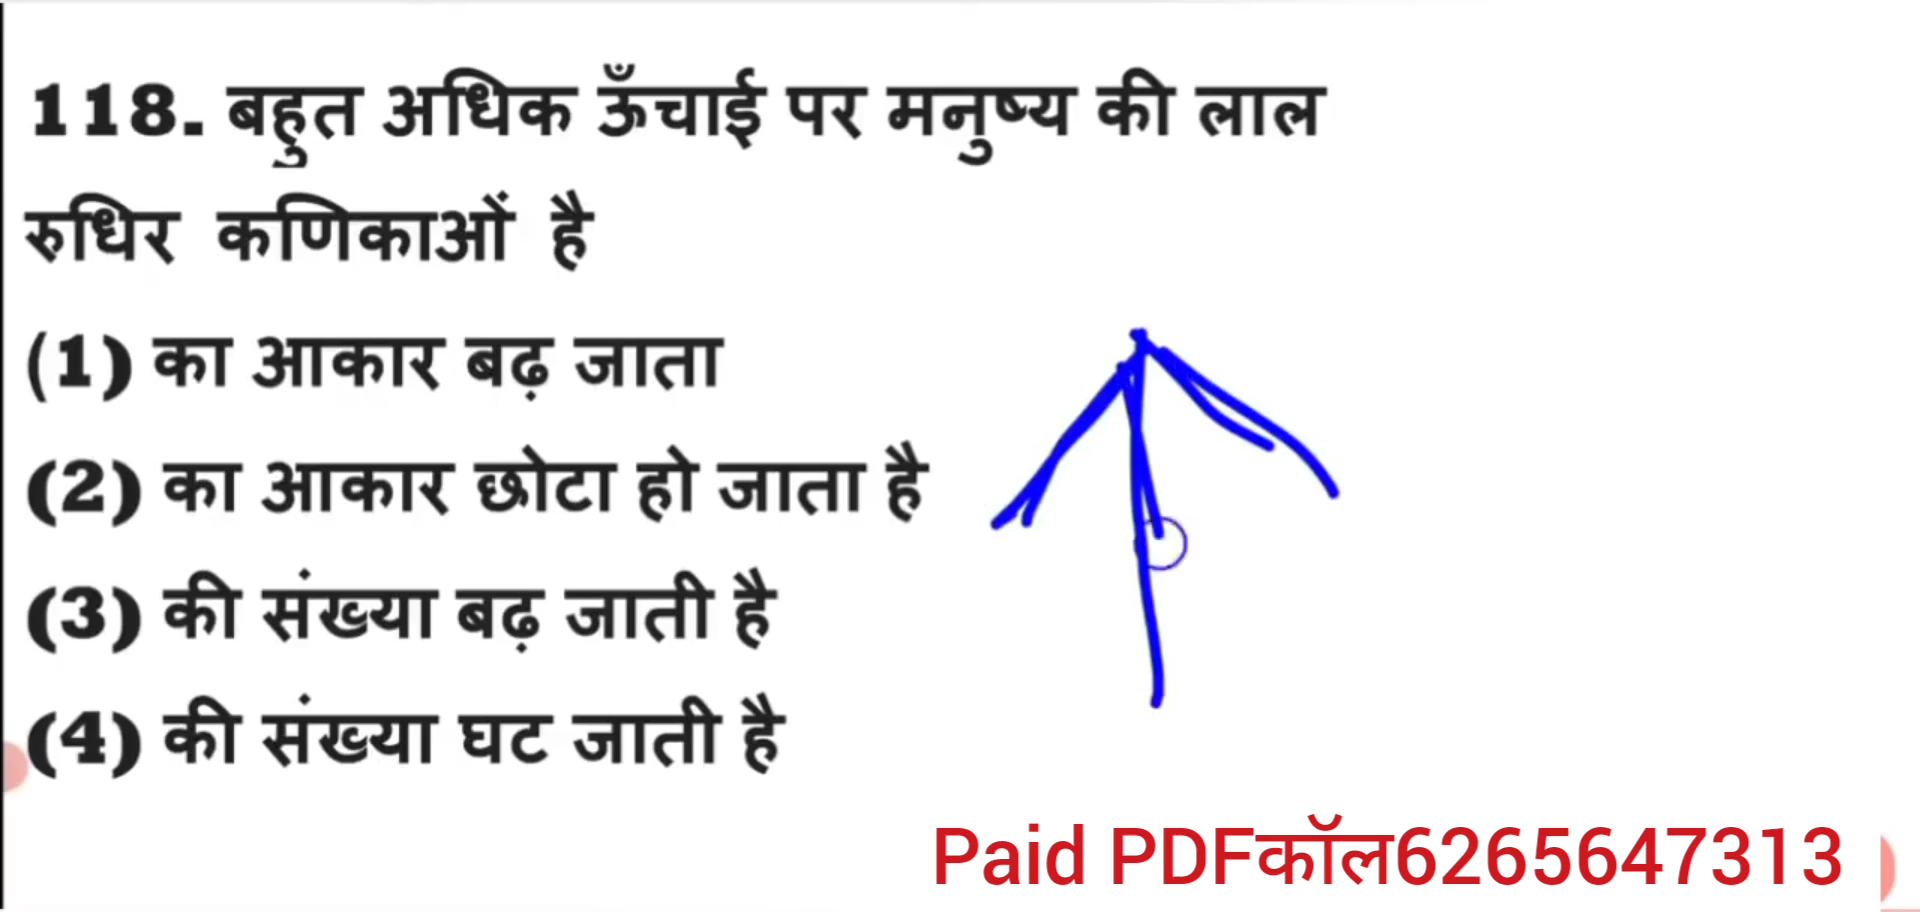 118. बहुत अधिक ऊँचाई पर मनुष्य की लाल
रुधिर कणिकाओं है
(1) का आकार बढ़ जाता
(2) का आकार छोटा हो जाता है
(3) की संख्या बढ़ जाती है
(4) की संख्या घट जाती है
Paid PDFकॉल6265647313